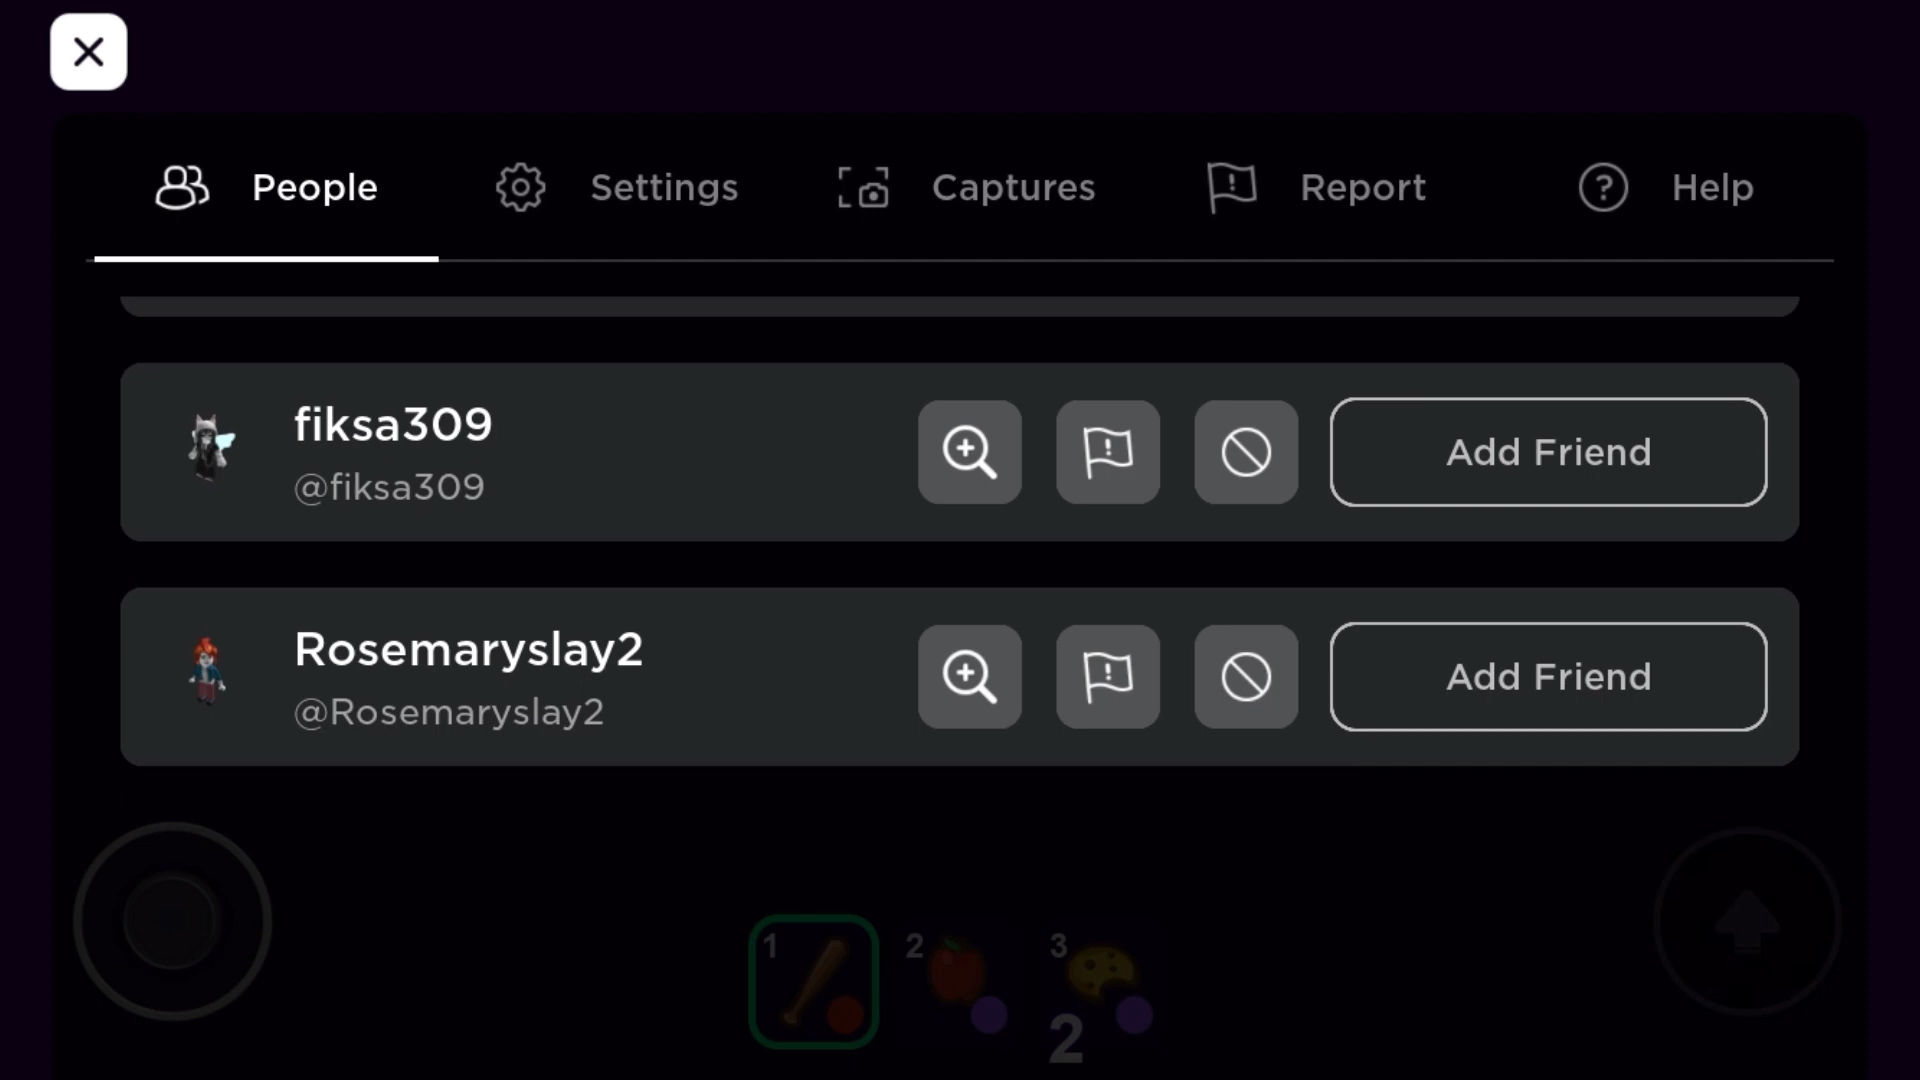 People Settings Captures Report Help
fiksa309
@fiksa309
Add Friend
Rosemaryslay2
@Rosemaryslay2
Add Friend
1 2 3
2